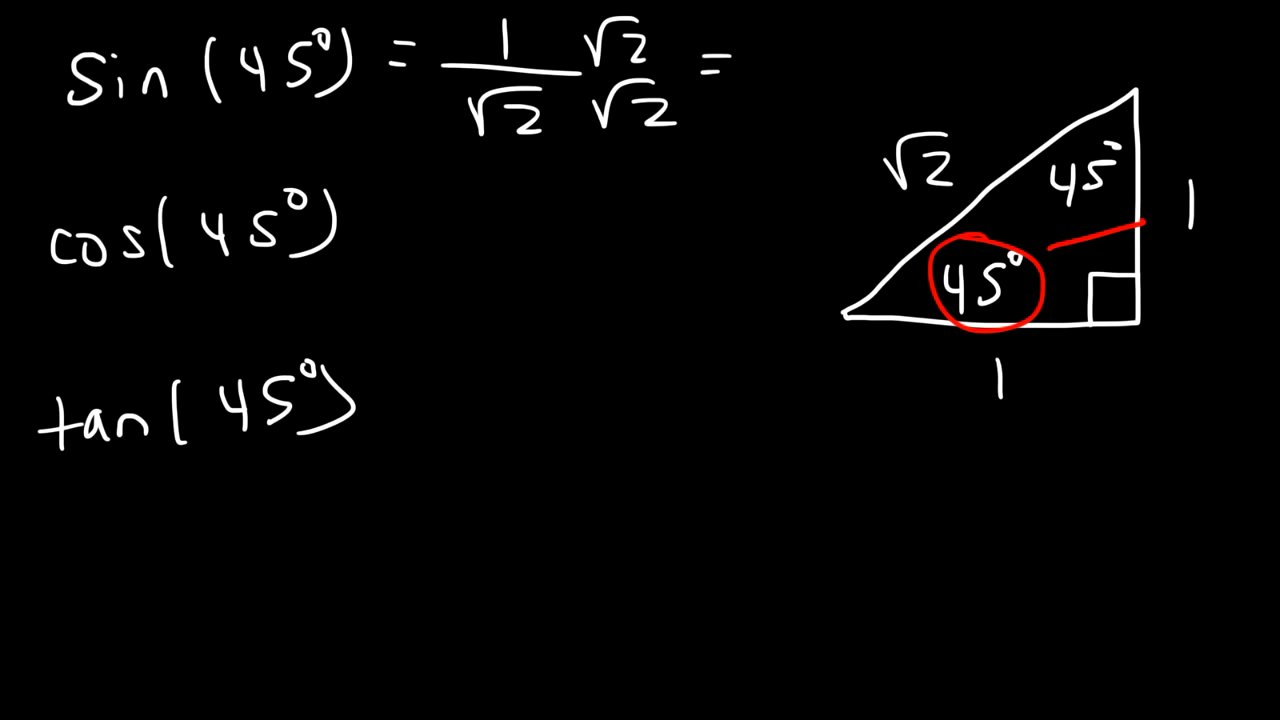 sin (45°) = 1/√2 √2/√2 =
cos(45°)
tan(45°)
√2
45°
1
45°
1